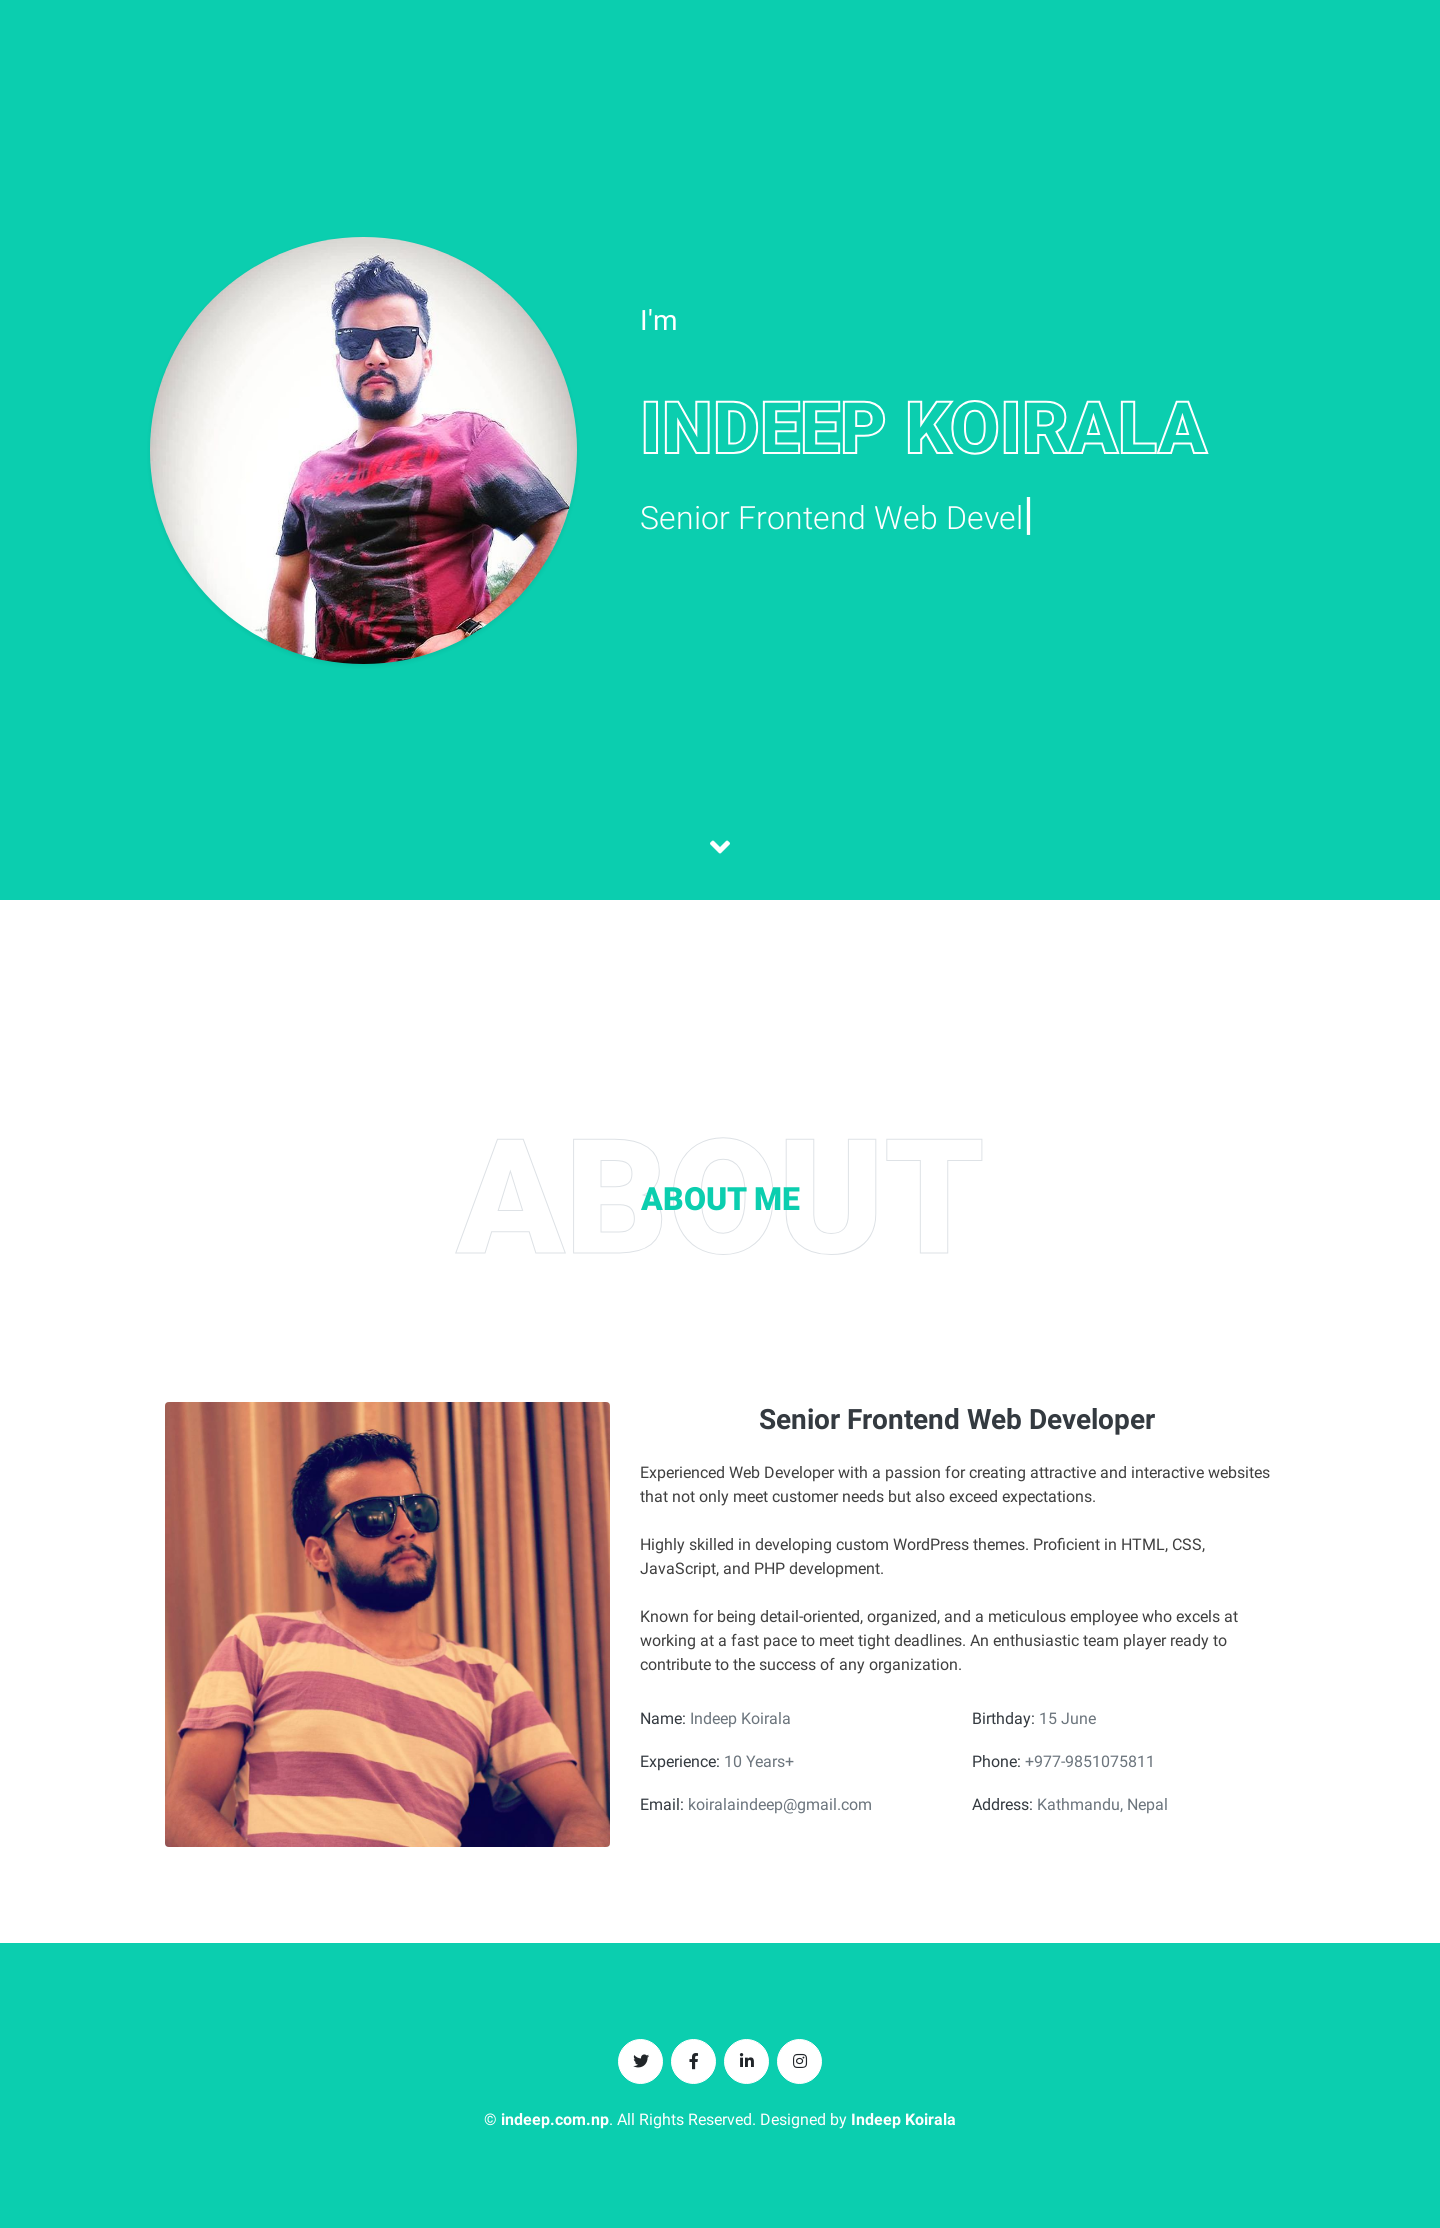 I'm
INDEEP KOIRALA
Senior Frontend Web Devel
ABOUT
ABOUT ME
Senior Frontend Web Developer
Experienced Web Developer with a passion for creating attractive and interactive websites
that not only meet customer needs but also exceed expectations.
Highly skilled in developing custom WordPress themes. Proficient in HTML, CSS,
JavaScript, and PHP development.
Known for being detail-oriented, organized, and a meticulous employee who excels at
working at a fast pace to meet tight deadlines. An enthusiastic team player ready to
contribute to the success of any organization.
Name: Indeep Koirala
Birthday: 15 June
Experience: 10 Years+
Phone: +977-9851075811
Email: koiralaindeep@gmail.com
Address: Kathmandu, Nepal
© indeep.com.np. All Rights Reserved. Designed by Indeep Koirala